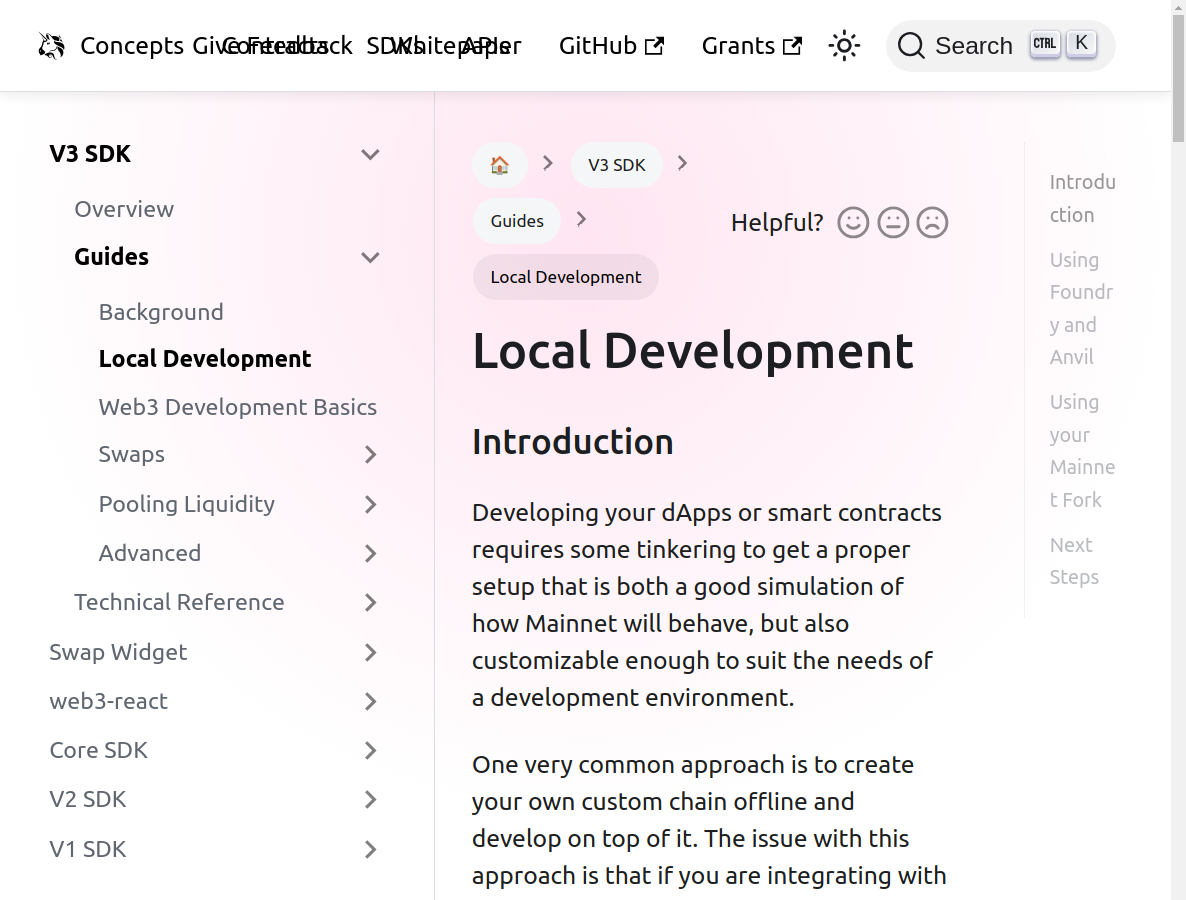 Concepts Give Feedback Contracts SDKs Whitepaper APIs GitHub Grants Search CTRL K
V3 SDK
Overview
Guides
Background
Local Development
Web3 Development Basics
Swaps
Pooling Liquidity
Advanced
Technical Reference
Swap Widget
web3-react
Core SDK
V2 SDK
V1 SDK
V3 SDK
Guides
Local Development
Helpful?
Local Development
Introduction
Developing your dApps or smart contracts
requires some tinkering to get a proper
setup that is both a good simulation of
how Mainnet will behave, but also
customizable enough to suit the needs of
a development environment.
One very common approach is to create
your own custom chain offline and
develop on top of it. The issue with this
approach is that if you are integrating with
Introdu
ction
Using
Foundr
y and
Anvil
Using
your
Mainne
t Fork
Next
Steps